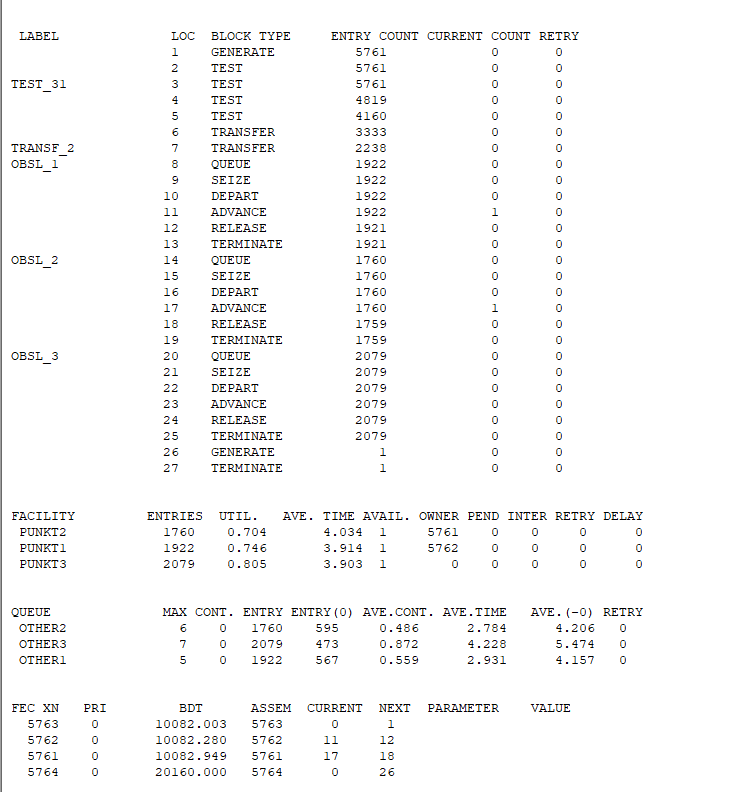 LABEL LOC BLOCK TYPE ENTRY COUNT CURRENT COUNT RETRY
1 GENERATE 5761 0 0
2 TEST 5761 0 0
TEST_31 3 TEST 5761 0 0
4 TEST 4819 0 0
5 TEST 4160 0 0
6 TRANSFER 3333 0 0
TRANSF_2 7 TRANSFER 2238 0 0
OBSL_1 8 QUEUE 1922 0 0
9 SEIZE 1922 0 0
10 DEPART 1922 0 0
11 ADVANCE 1922 1 0
12 RELEASE 1921 0 0
13 TERMINATE 1921 0 0
OBSL_2 14 QUEUE 1760 0 0
15 SEIZE 1760 0 0
16 DEPART 1760 0 0
17 ADVANCE 1760 1 0
18 RELEASE 1759 0 0
19 TERMINATE 1759 0 0
OBSL_3 20 QUEUE 2079 0 0
21 SEIZE 2079 0 0
22 DEPART 2079 0 0
23 ADVANCE 2079 0 0
24 RELEASE 2079 0 0
25 TERMINATE 2079 0 0
26 GENERATE 1 0 0
27 TERMINATE 1 0 0
FACILITY ENTRIES UTIL. AVE. TIME AVAIL. OWNER PEND INTER RETRY DELAY
PUNKT2 1760 0.704 4.034 1 5761 0 0 0 0
PUNKT1 1922 0.746 3.914 1 5762 0 0 0 0
PUNKT3 2079 0.805 3.903 1 0 0 0 0 0
QUEUE MAX CONT. ENTRY ENTRY(0) AVE.CONT. AVE.TIME AVE.(-0) RETRY
OTHER2 6 0 1760 595 0.486 2.784 4.206 0
OTHER3 7 0 2079 473 0.872 4.228 5.474 0
OTHER1 5 0 1922 567 0.559 2.931 4.157 0
FEC XN PRI BDT ASSEM CURRENT NEXT PARAMETER VALUE
5763 0 10082.003 5763 0 1
5762 0 10082.280 5762 11 12
5761 0 10082.949 5761 17 18
5764 0 20160.000 5764 0 26